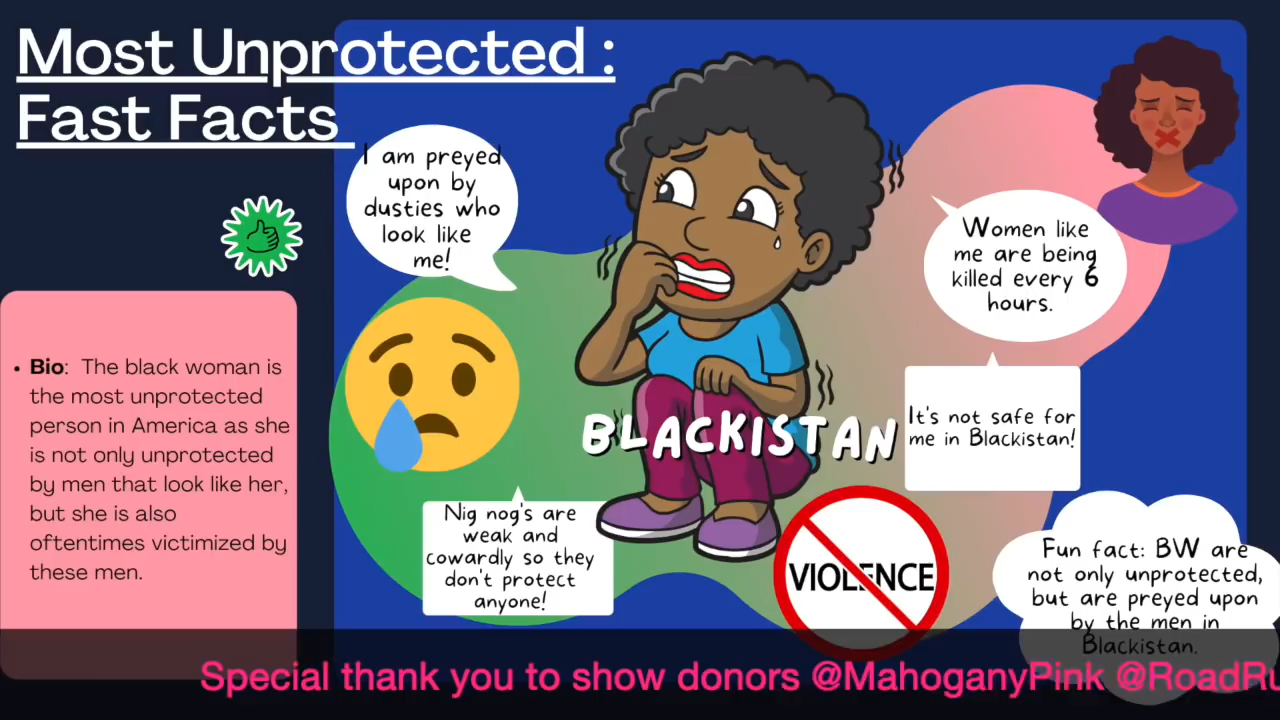 Most Unprotected :
Fast Facts
I am preyed
upon by
dusties who
look like
me!
Women like
me are being
killed every 6
hours.
• Bio:  The black woman is
the most unprotected
person in America as she
is not only unprotected
by men that look like her,
but she is also
oftentimes victimized by
these men.
BLACKISTAN
It's not safe for
me in Blackistan!
Nig nog's are
weak and
cowardly so they
don't protect
anyone!
VIOLENCE
Fun fact: BW are
not only unprotected,
but are preyed upon
by the men in
Blackistan.
Special thank you to show donors @MahoganyPink @RoadRu